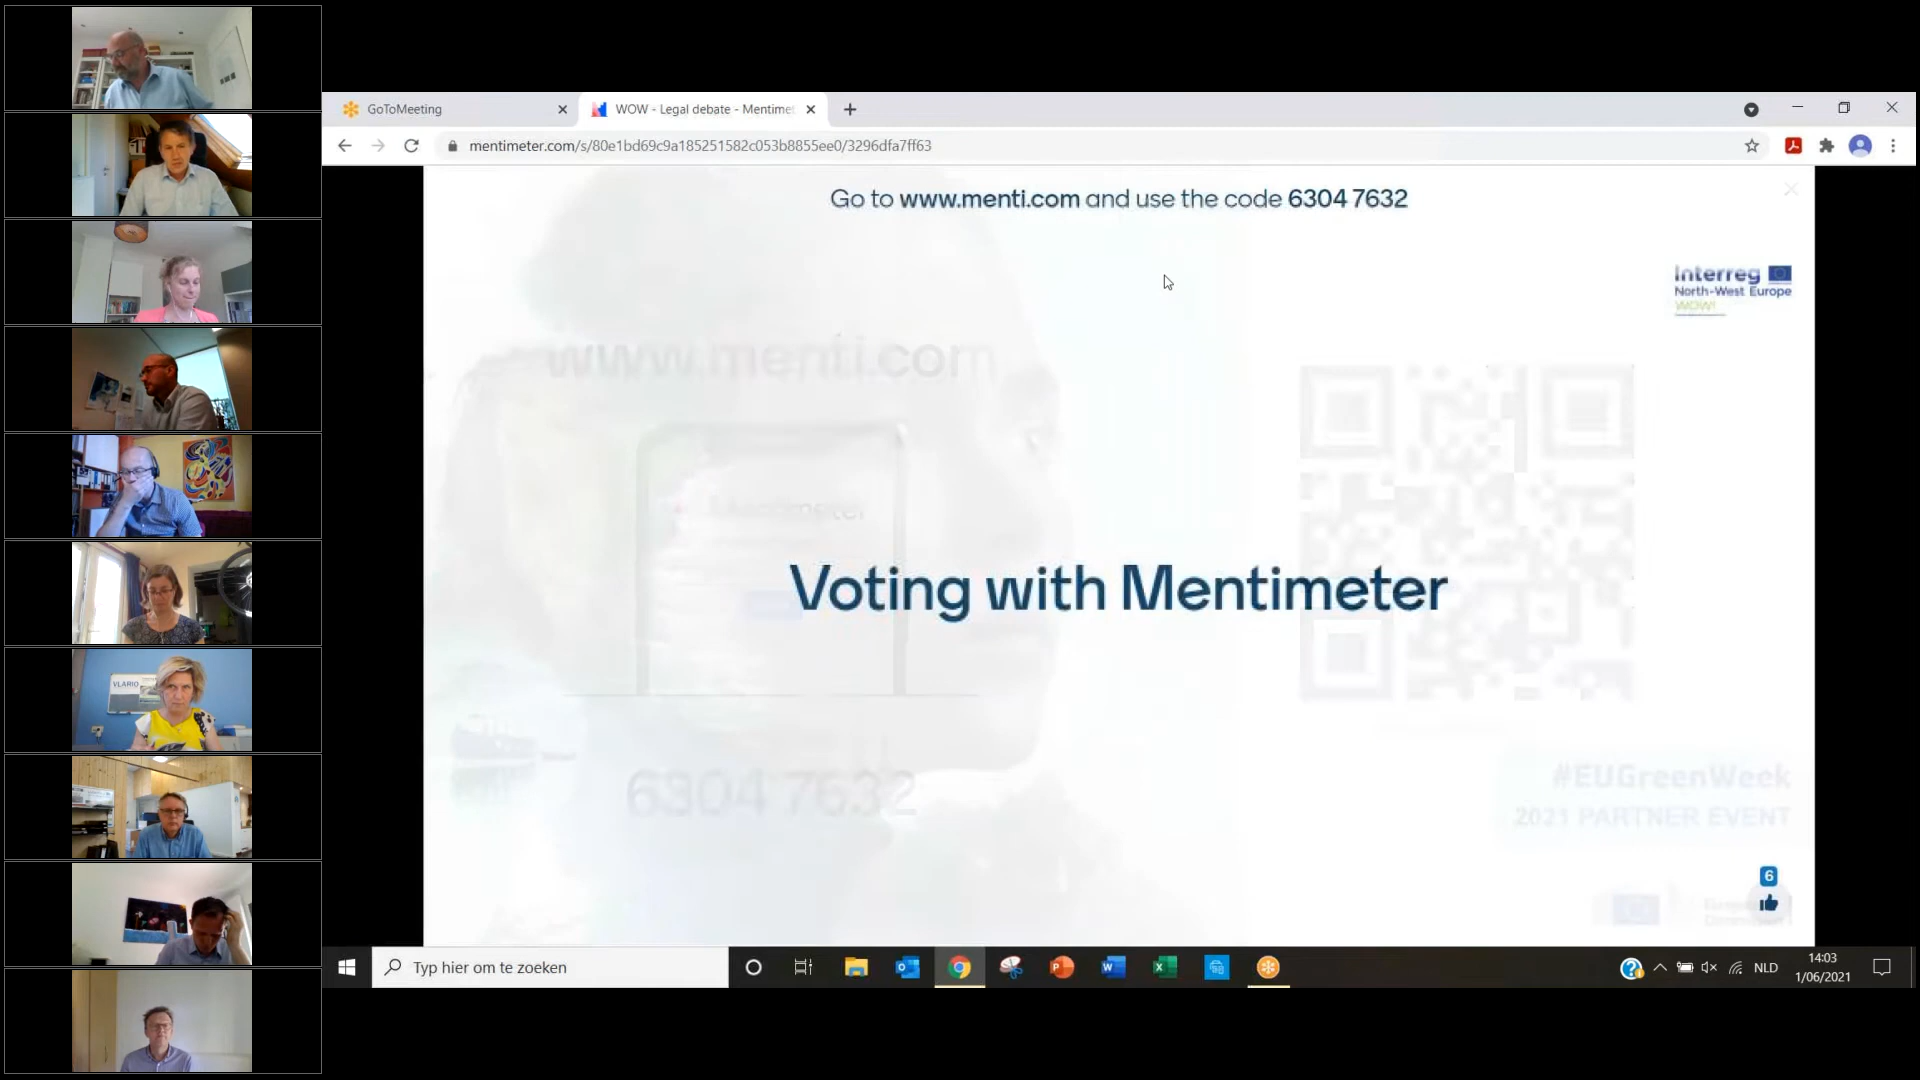 GoToMeeting
WOW - Legal debate - Mentimet
mentimeter.com/s/80e1bd69c9a185251582c053b8855ee0/3296dfa7ff63
Go to www.menti.com and use the code 6304 7632
Interreg
North-West Europe
WOW!
www.menti.com
Mentimeter
Voting with Mentimeter
VLARIO
6304 7632
#EUGreenWeek
2021 PARTNER EVENT
6
Typ hier om te zoeken
NLD
14:03
1/06/2021